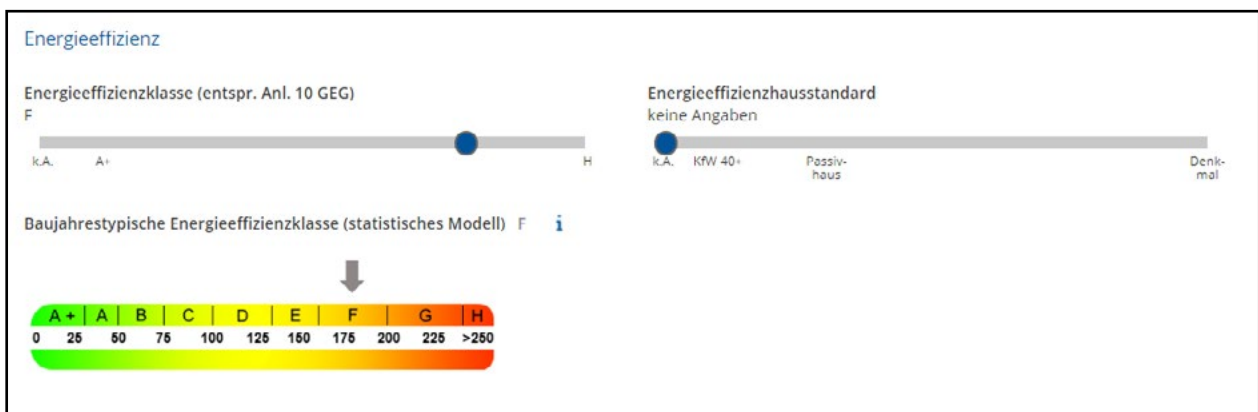 Energieeffizienz
Energieeffizienzklasse (entspr. Anl. 10 GEG)
F
k.A. A+ H
Energieeffizienzhausstandard
keine Angaben
k.A. KfW 40+ Passiv- Denk-
haus mal
Baujahrestypische Energieeffizienzklasse (statistisches Modell) F i
A+ A B C D E F G H
0 25 50 75 100 125 150 175 200 225 >250